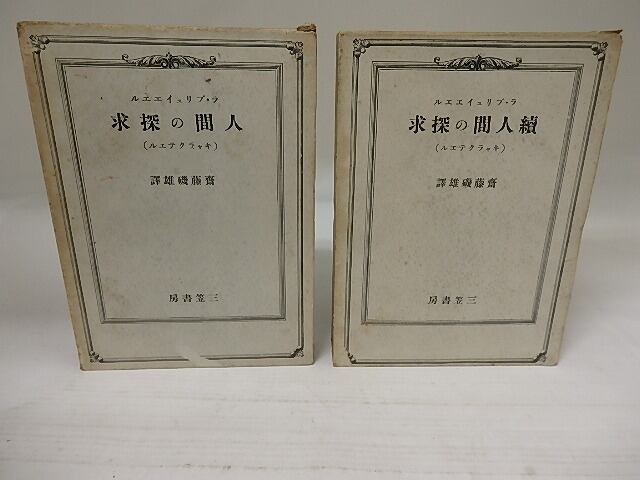 ラ・ブリュイエエル
人間の探求
(キャラクテエル)
齋藤磯雄譯
三笠書房
ラ・ブリュイエエル
續人間の探求
(キャラクテエル)
齋藤磯雄譯
三笠書房